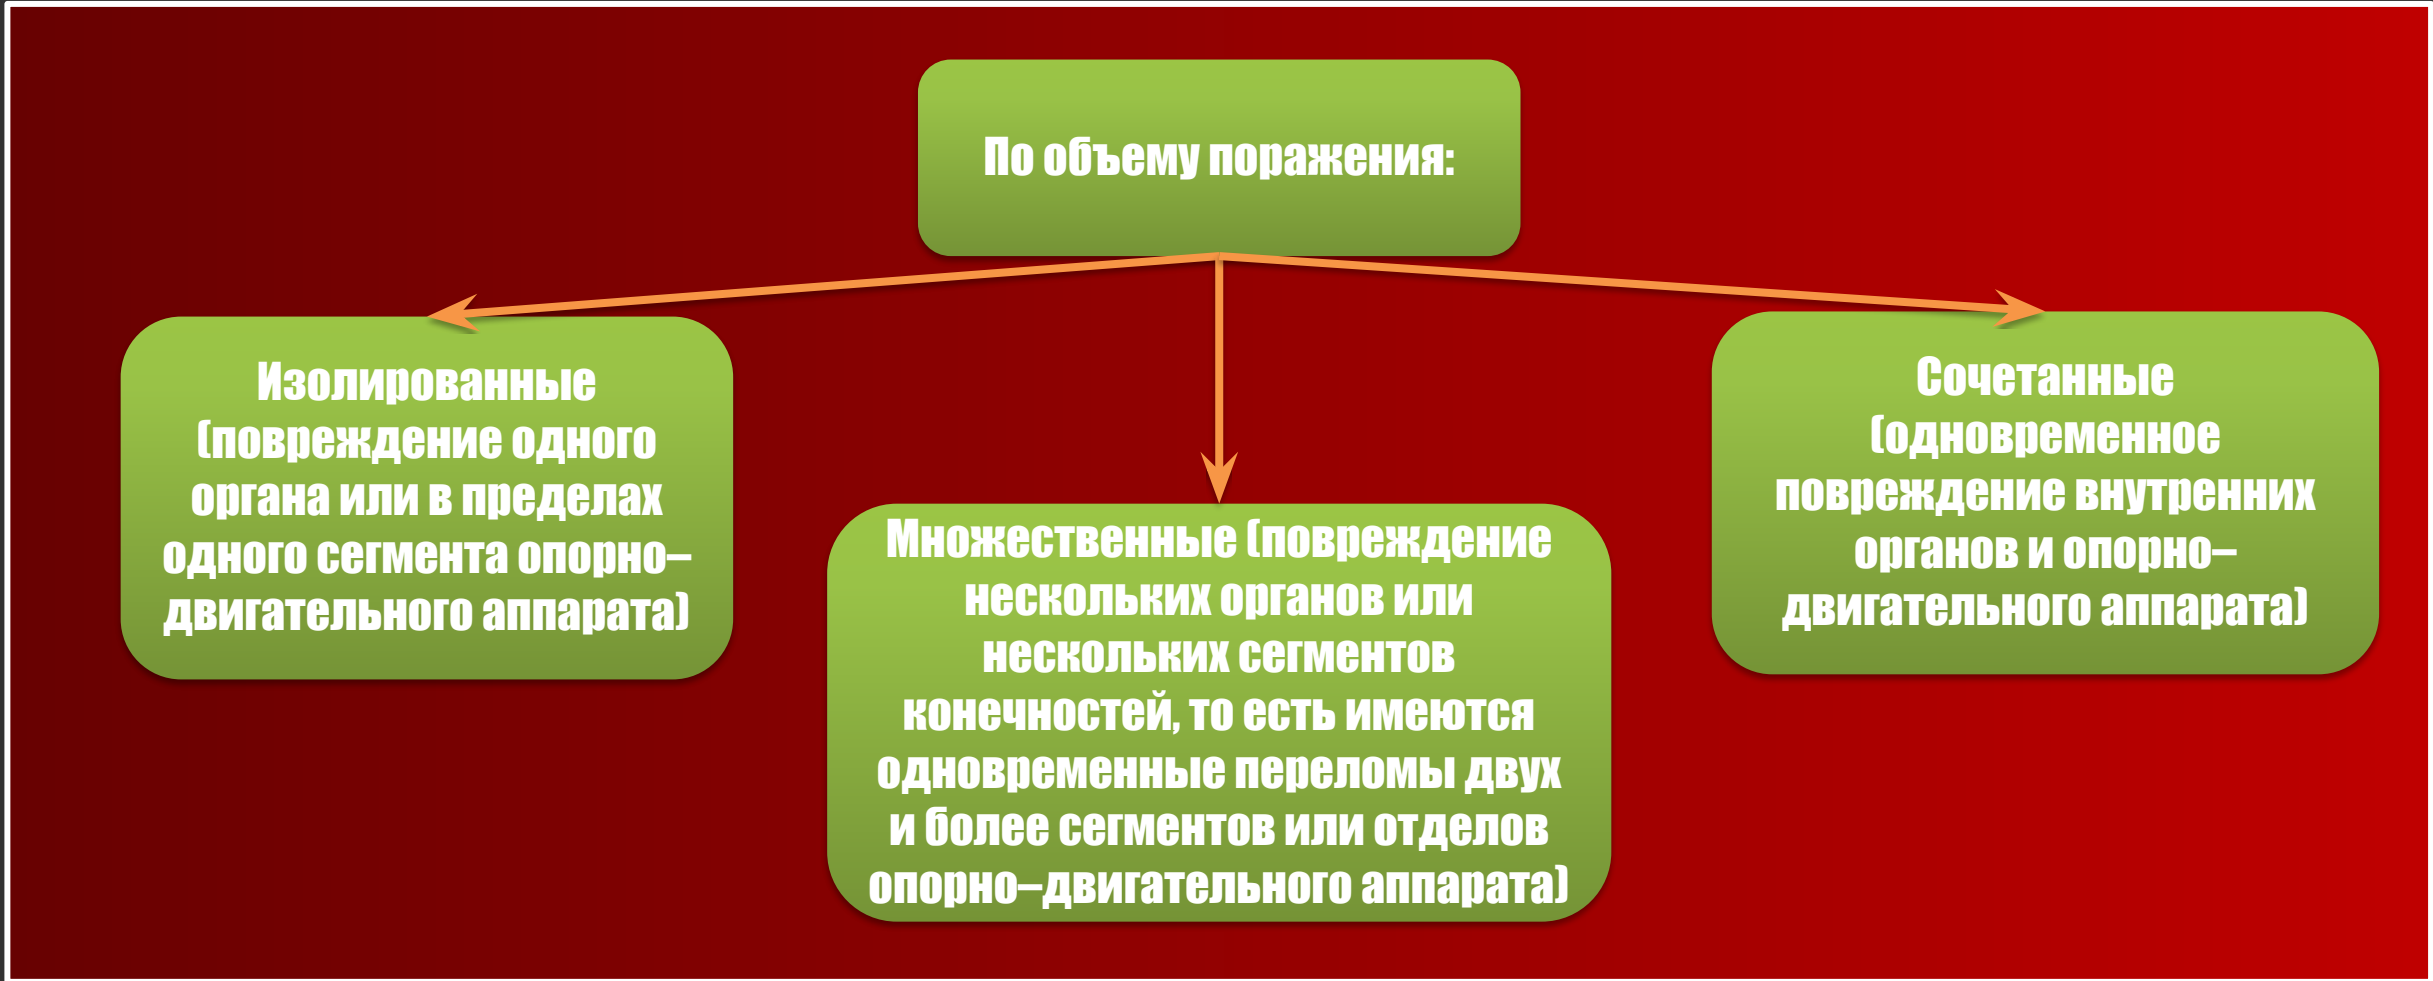 По объему поражения:
Изолированные
(повреждение одного
органа или в пределах
одного сегмента опорно–
двигательного аппарата)
Множественные (повреждение
нескольких органов или
нескольких сегментов
конечностей, то есть имеются
одновременные переломы двух
и более сегментов или отделов
опорно–двигательного аппарата)
Сочетанные
(одновременное
повреждение внутренних
органов и опорно–
двигательного аппарата)